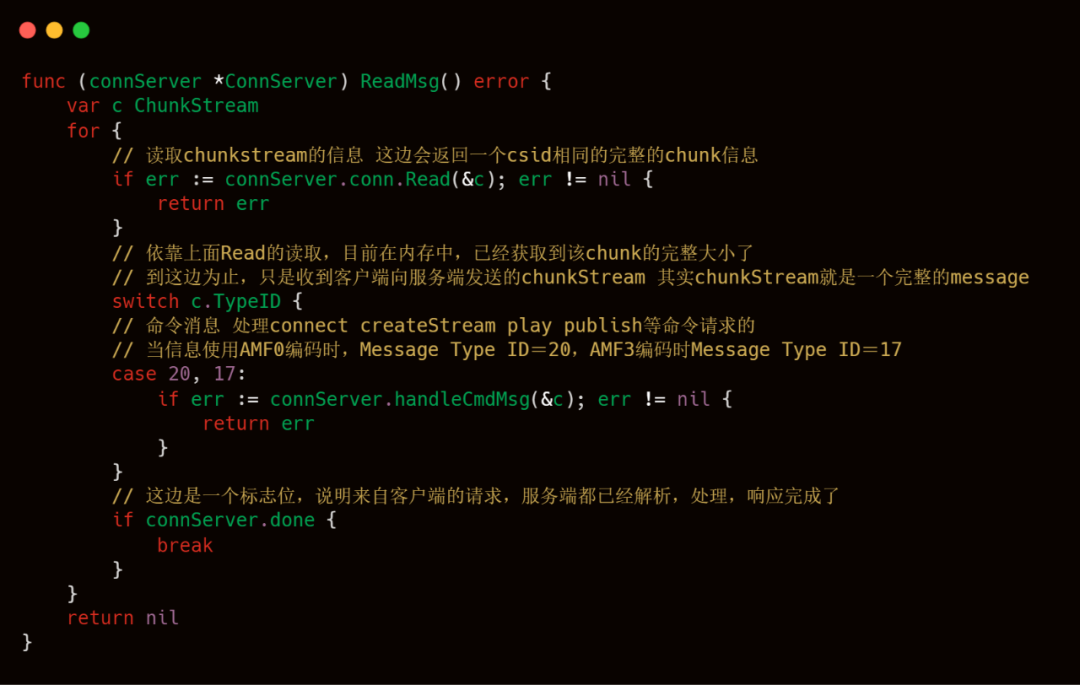 func (connServer *ConnServer) ReadMsg() error {
    var c ChunkStream
    for {
        // 读取chunkstream的信息 这边会返回一个csid相同的完整的chunk信息
        if err := connServer.conn.Read(&c); err != nil {
            return err
        }
        // 依靠上面Read的读取，目前在内存中，已经获取到该chunk的完整大小了
        // 到这边为止，只是收到客户端向服务端发送的chunkStream 其实chunkStream就是一个完整的message
        switch c.TypeID {
        // 命令消息 处理connect createStream play publish等命令请求的
        // 当信息使用AMF0编码时，Message Type ID＝20，AMF3编码时Message Type ID＝17
        case 20, 17:
            if err := connServer.handleCmdMsg(&c); err != nil {
                return err
            }
        }
        // 这边是一个标志位，说明来自客户端的请求，服务端都已经解析，处理，响应完成了
        if connServer.done {
            break
        }
    }
    return nil
}